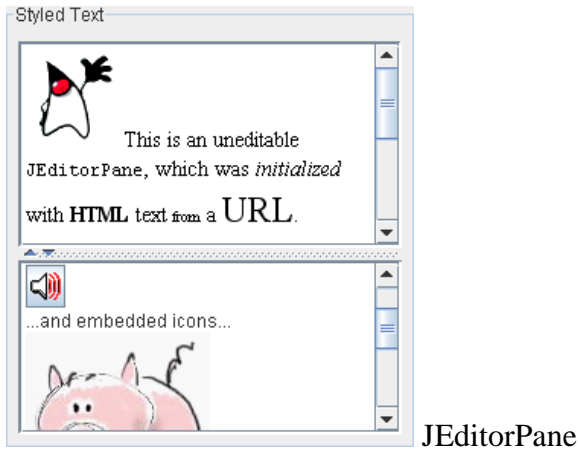 Styled Text
This is an uneditable
JEditorPane, which was initialized
with HTML text from a URL.
...and embedded icons...
JEditorPane